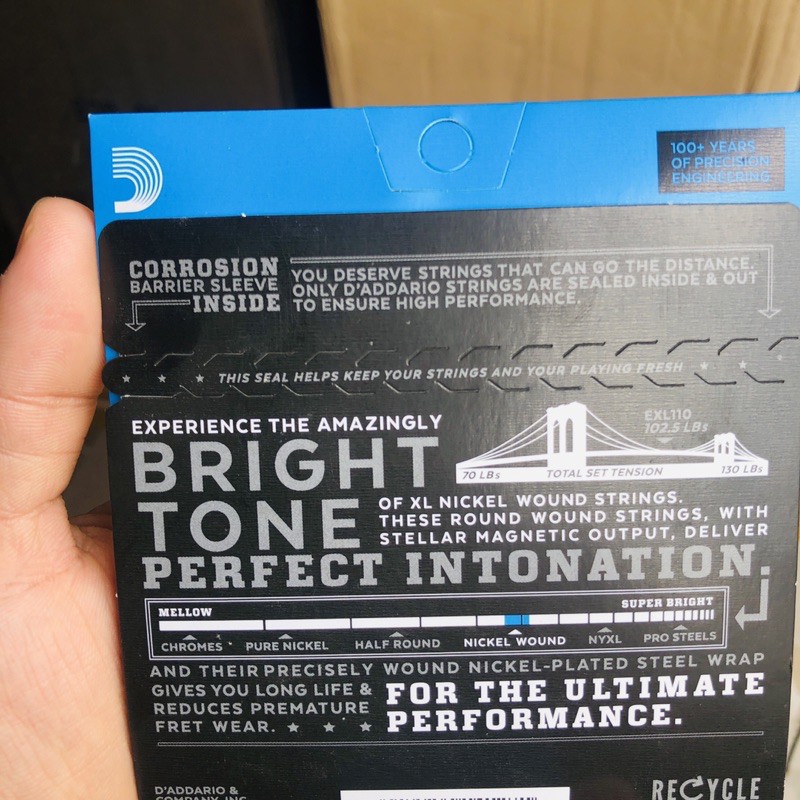 100+ YEARS
OF PRECISION
ENGINEERING
CORROSION
BARRIER SLEEVE
INSIDE
YOU DESERVE STRINGS THAT CAN GO THE DISTANCE.
ONLY D'ADDARIO STRINGS ARE SEALED INSIDE & OUT
TO ENSURE HIGH PERFORMANCE.
THIS SEAL HELPS KEEP YOUR STRINGS AND YOUR PLAYING FRESH
EXPERIENCE THE AMAZINGLY
BRIGHT
TONE
EXL110
102.5 LBs
70 LBs TOTAL SET TENSION 130 LBs
OF XL NICKEL WOUND STRINGS.
THESE ROUND WOUND STRINGS, WITH
STELLAR MAGNETIC OUTPUT, DELIVER
PERFECT INTONATION.
MELLOW SUPER BRIGHT
CHROMES PURE NICKEL HALF ROUND NICKEL WOUND NYXL PRO STEELS
AND THEIR PRECISELY WOUND NICKEL-PLATED STEEL WRAP
GIVES YOU LONG LIFE &
REDUCES PREMATURE
FRET WEAR.
FOR THE ULTIMATE
PERFORMANCE.
D'ADDARIO &
COMPANY, INC.
RECYCLE